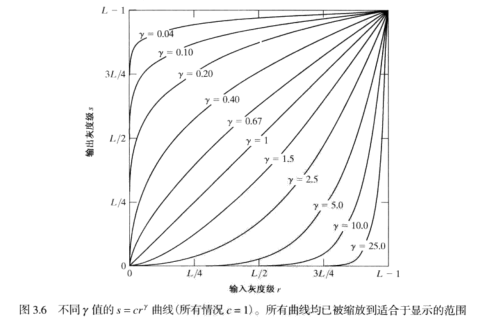 L − 1
γ = 0.04
γ = 0.10
3L/4
γ = 0.20
γ = 0.40
输出灰度级 s
γ = 0.67
L/2
γ = 1
γ = 1.5
γ = 2.5
L/4
γ = 5.0
γ = 10.0
γ = 25.0
0
0 L/4 L/2 3L/4 L − 1
输入灰度级 r
图 3.6 不同 γ 值的 s = crᵞ 曲线(所有情况 c = 1)。所有曲线均已被缩放到适合于显示的范围